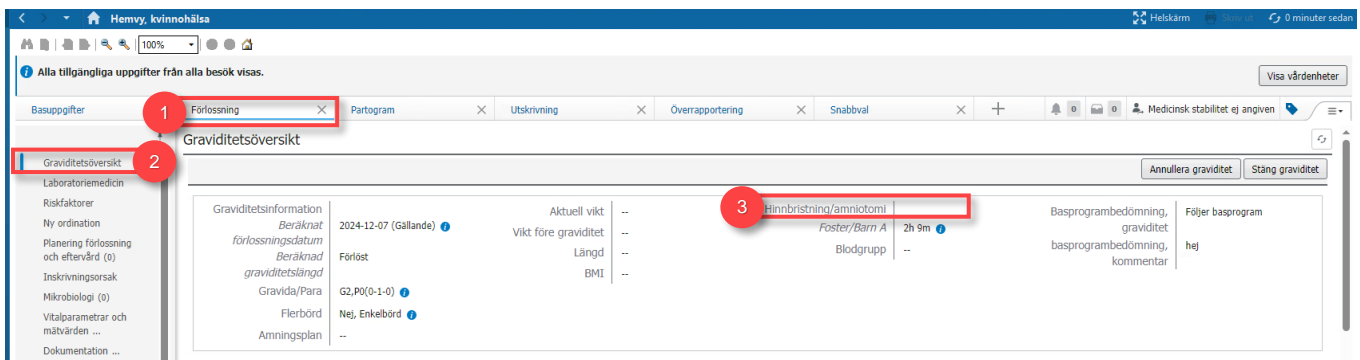 Hemvy, kvinnohälsa
Helskärm
Skriv ut
0 minuter sedan
100%
Alla tillgängliga uppgifter från alla besök visas.
Visa vårdenheter
Basuppgifter
1
Förlossning
Partogram
Utskrivning
Överrapportering
Snabbval
0
0
Medicinsk stabilitet ej angiven
Graviditetsöversikt
2
Laboratoriemedicin
Riskfaktorer
Ny ordination
Planering förlossning
och eftervård (0)
Inskrivningsorsak
Mikrobiologi (0)
Vitalparametrar och
mätvärden ...
Dokumentation ...
Graviditetsöversikt
Annullera graviditet
Stäng graviditet
Graviditetsinformation
Beräknat
förlossningsdatum
2024-12-07 (Gällande)
Beräknad
graviditetslängd
Förlöst
Gravida/Para
G2,P0(0-1-0)
Flerbörd
Nej, Enkelbörd
Amningsplan
--
Aktuell vikt
--
Vikt före graviditet
--
Längd
--
BMI
--
3
Hinnbristning/amniotomi
Foster/Barn A
2h 9m
Blodgrupp
--
Basprogrambedömning,
graviditet
Följer basprogram
basprogrambedömning,
kommentar
hej